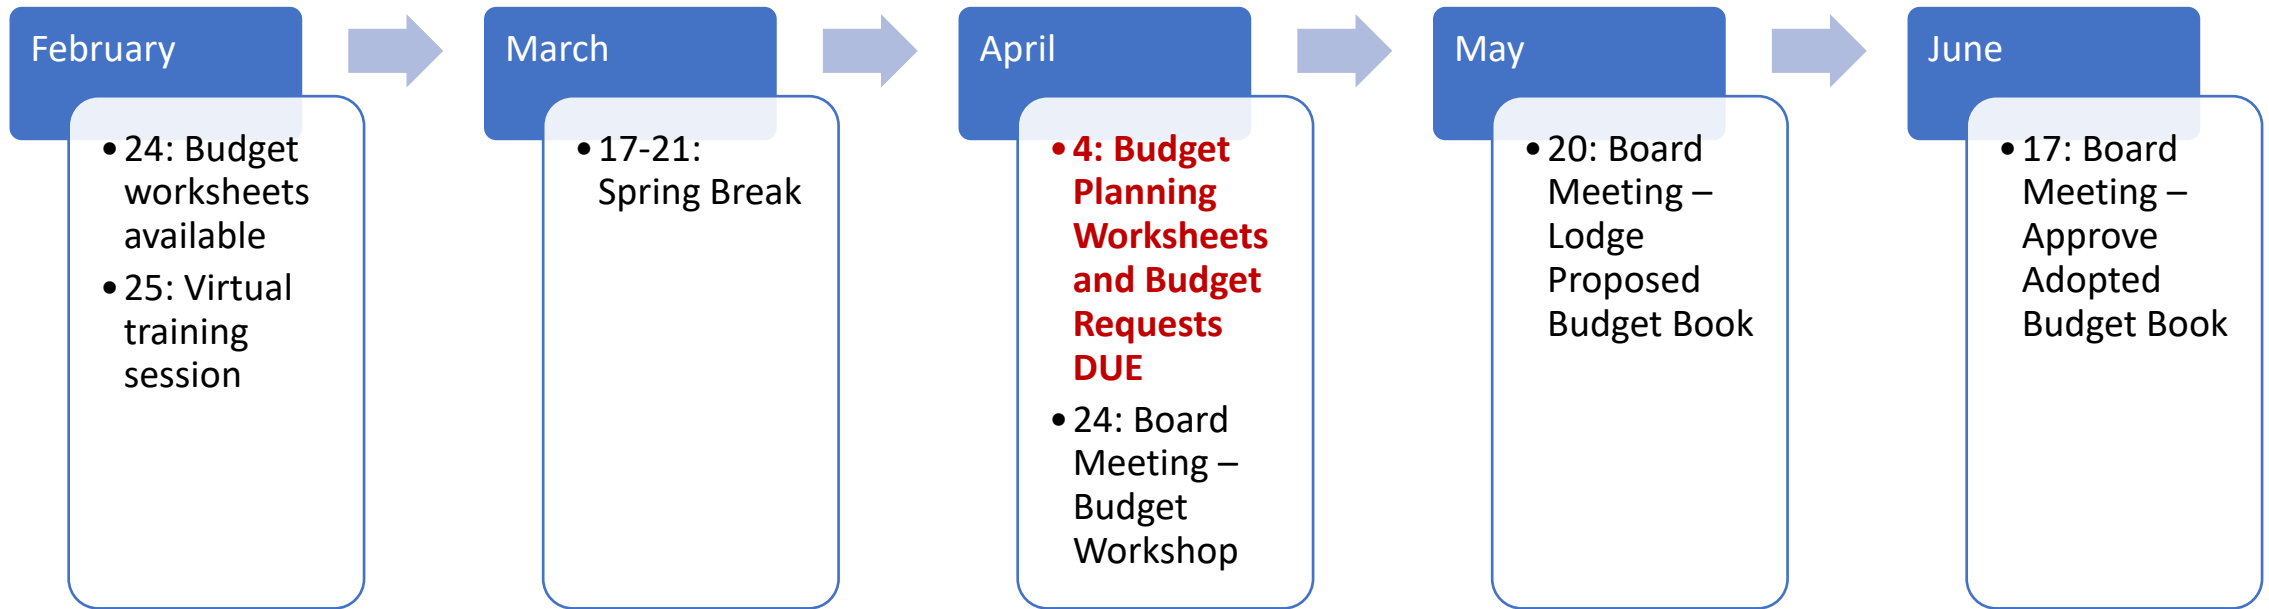 February
• 24: Budget
worksheets
available
• 25: Virtual
training
session
March
• 17-21:
Spring Break
April
• 4: Budget
Planning
Worksheets
and Budget
Requests
DUE
• 24: Board
Meeting –
Budget
Workshop
May
• 20: Board
Meeting –
Lodge
Proposed
Budget Book
June
• 17: Board
Meeting –
Approve
Adopted
Budget Book